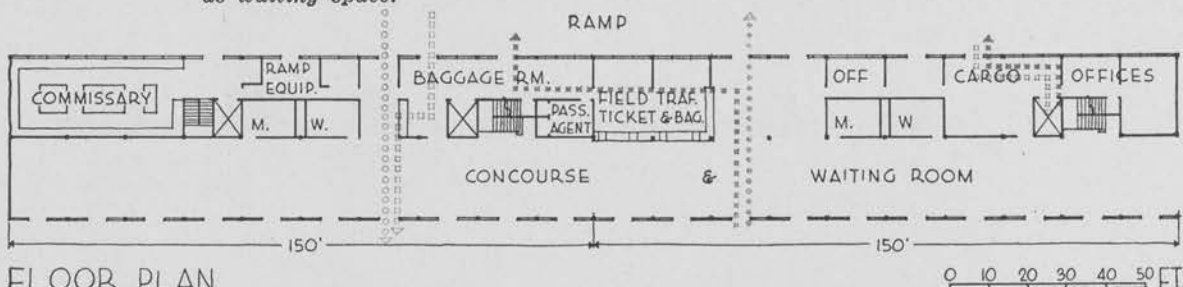 as waiting space.
RAMP
RAMP EQUIP.
COMMISSARY
M.
W.
BAGGAGE RM.
PASS. AGENT
FIELD TRAF.
TICKET & BAG.
OFF
CARGO
OFFICES
M.
W
CONCOURSE & WAITING ROOM
150'
150'
FLOOR PLAN
0 10 20 30 40 50 FT